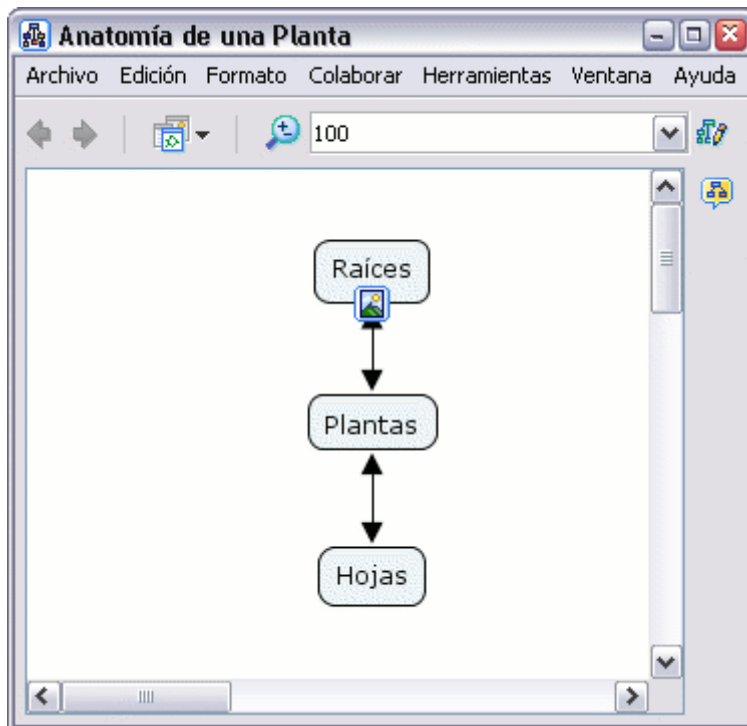 Anatomía de una Planta
Archivo Edición Formato Colaborar Herramientas Ventana Ayuda
100
Raíces
Plantas
Hojas